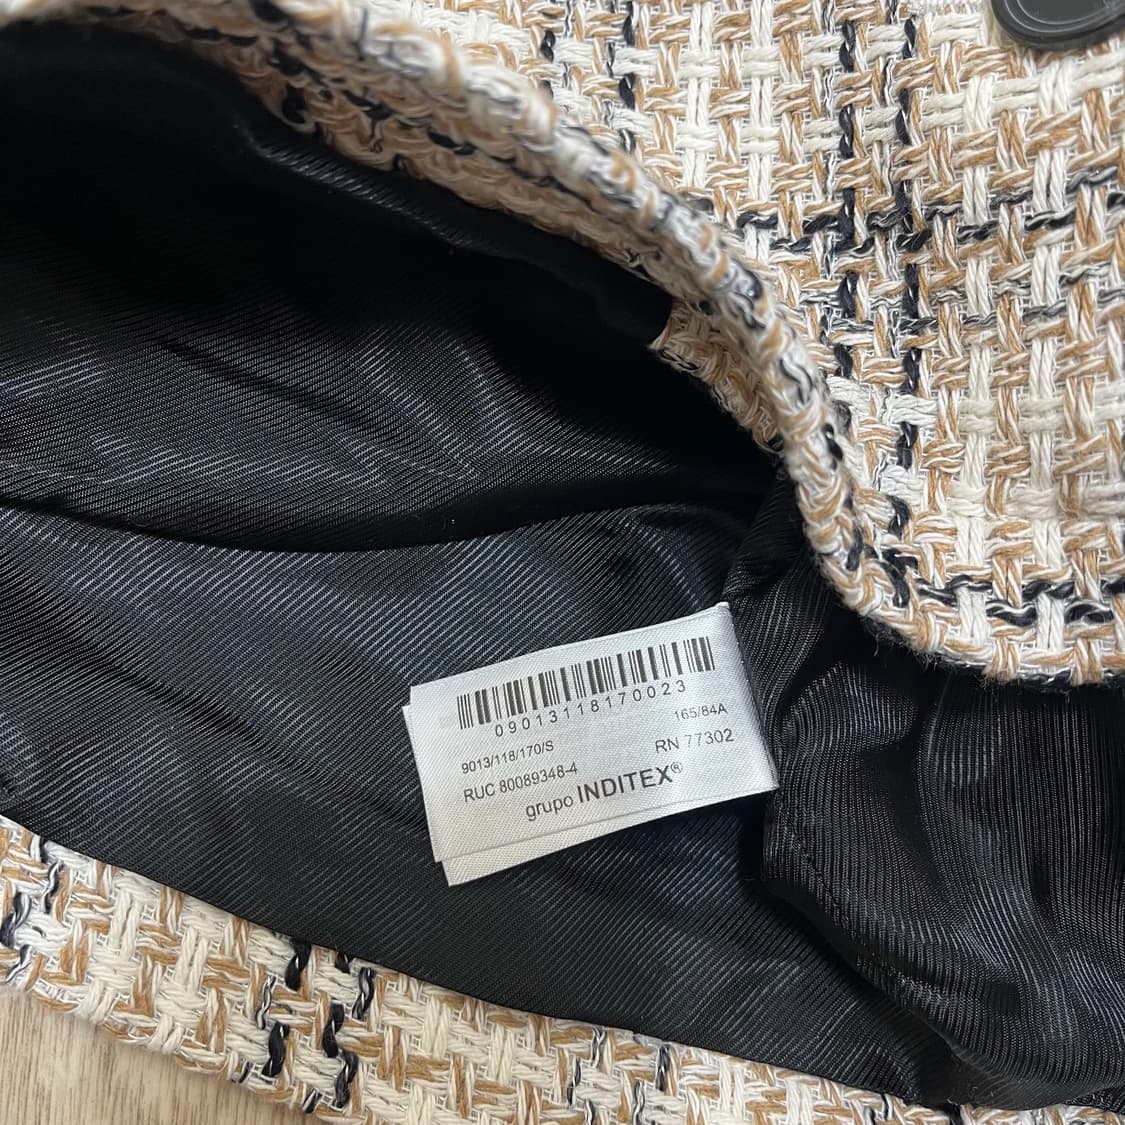 09013118170023
9013/118/170/S 165/84A
RUC 80089348-4 RN 77302
grupo INDITEX®